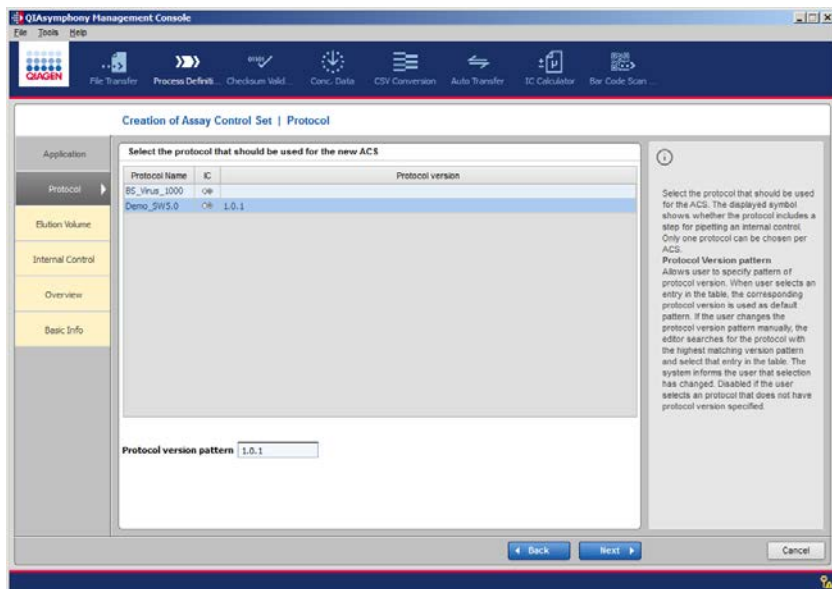 QIAsymphony Management Console
File Tools Help
QIAGEN
File Transfer
Process Definiti...
Checksum Valid...
Conc. Data
CSV Conversion
Auto Transfer
IC Calculator
Bar Code Scan ...
Creation of Assay Control Set | Protocol
Application
Protocol
Elution Volume
Internal Control
Overview
Basic Info
Select the protocol that should be used for the new ACS
Protocol Name IC Protocol version
BS_Virus_1000
Demo_SW5.0 1.0.1
Protocol version pattern 1.0.1
Select the protocol that should be used
for the ACS. The displayed symbol
shows whether the protocol includes a
step for pipetting an internal control.
Only one protocol can be chosen per
ACS.
Protocol Version pattern
Allows user to specify pattern of
protocol version. When user selects an
entry in the table, the corresponding
protocol version is used as default
pattern. If the user changes the
protocol version pattern manually, the
editor searches for the protocol with
the highest matching version pattern
and select that entry in the table. The
system informs the user that selection
has changed. Disabled if the user
selects an protocol that does not have
protocol version specified.
Back
Next
Cancel